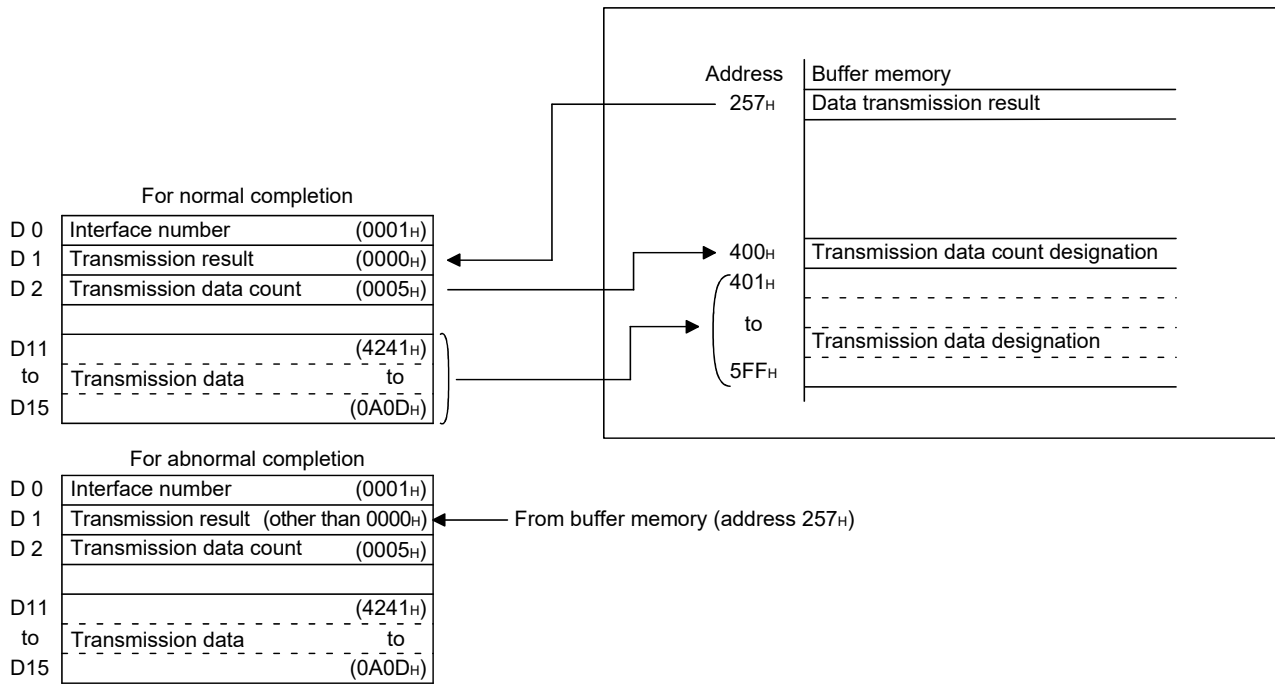 Address Buffer memory
257H Data transmission result
For normal completion
D 0 Interface number (0001H)
D 1 Transmission result (0000H)
D 2 Transmission data count (0005H)
400H Transmission data count designation
401H
to
Transmission data designation
5FFH
D11 (4241H)
to Transmission data to
D15 (0A0DH)
For abnormal completion
D 0 Interface number (0001H)
D 1 Transmission result (other than 0000H) From buffer memory (address 257H)
D 2 Transmission data count (0005H)
D11 (4241H)
to Transmission data to
D15 (0A0DH)